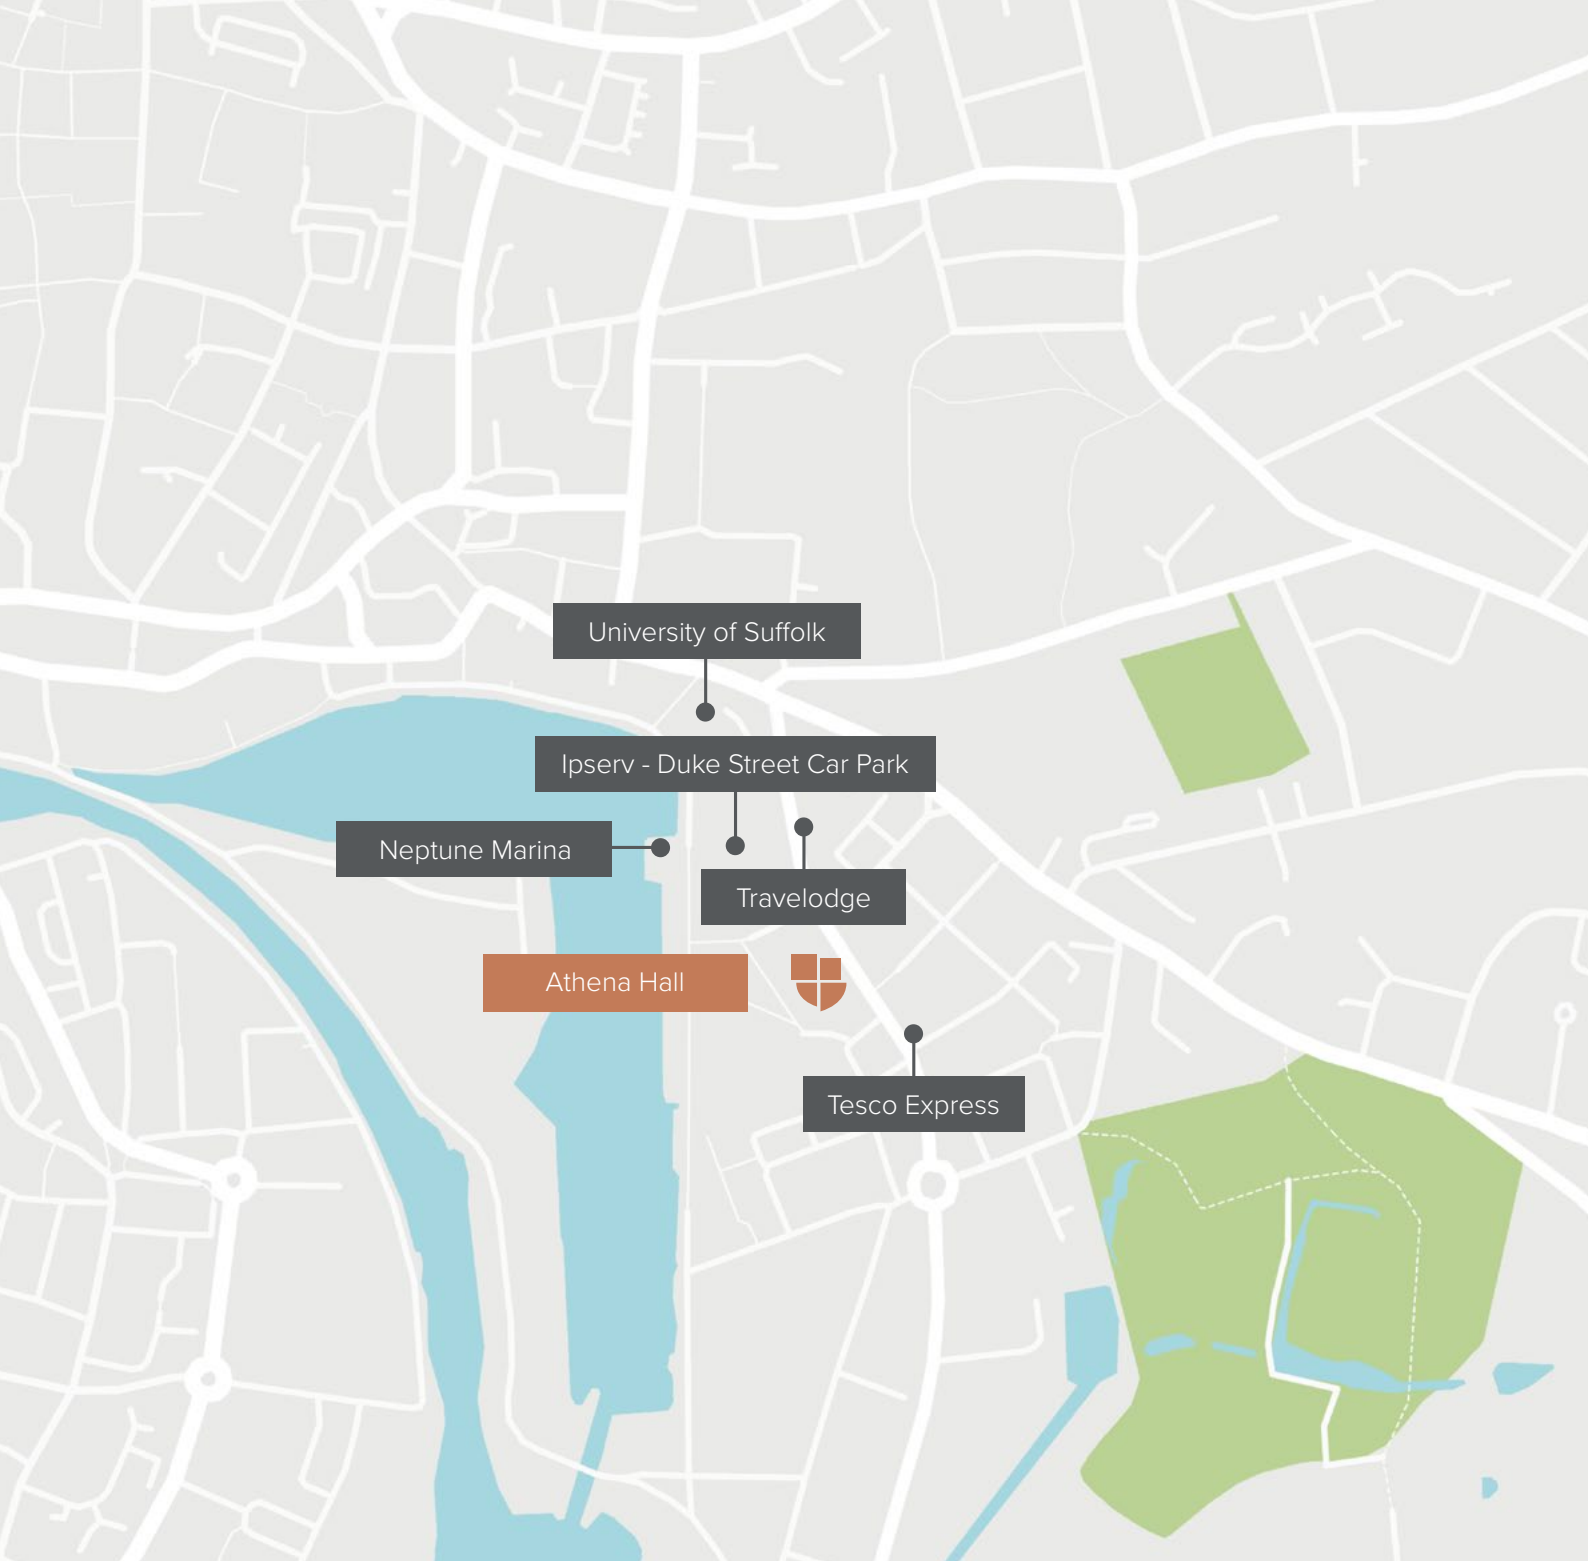 University of Suffolk
Ipserv - Duke Street Car Park
Neptune Marina
Travelodge
Athena Hall
Tesco Express